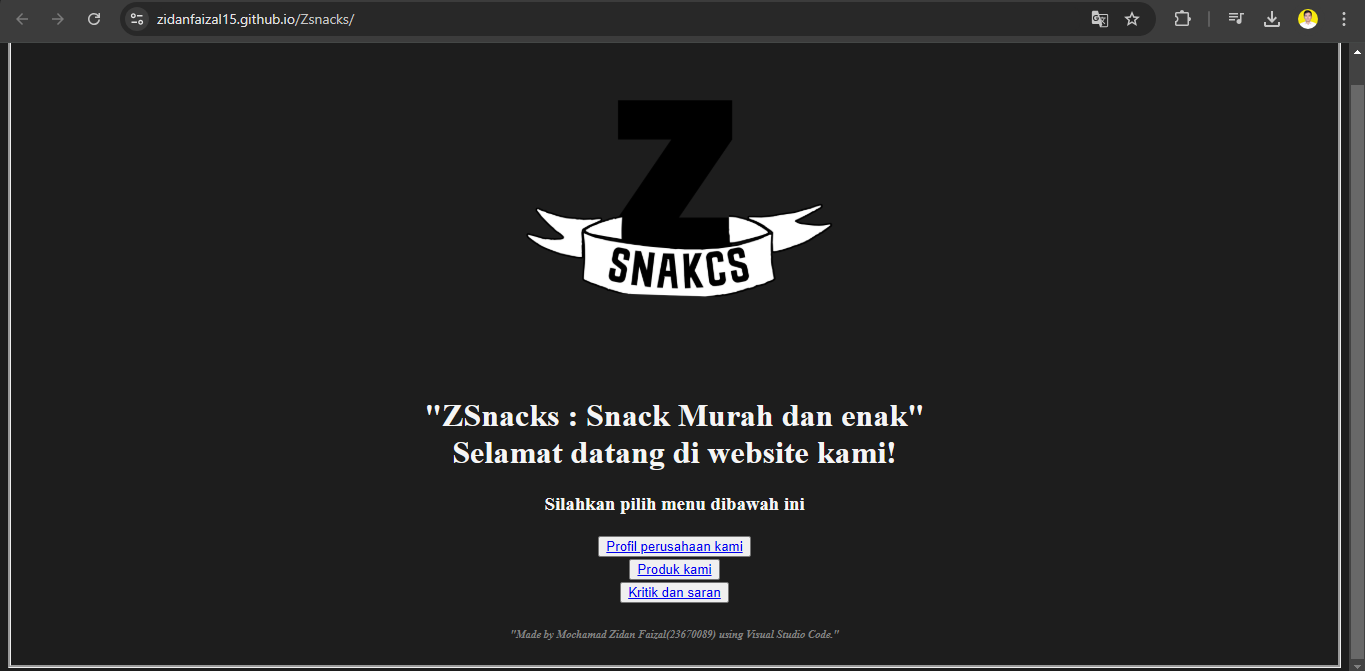 zidanfaizal15.github.io/Zsnacks/
Z
SNAKCS
"ZSnacks : Snack Murah dan enak"
Selamat datang di website kami!
Silahkan pilih menu dibawah ini
Profil perusahaan kami
Produk kami
Kritik dan saran
"Made by Mochamad Zidan Faizal(23670089) using Visual Studio Code."